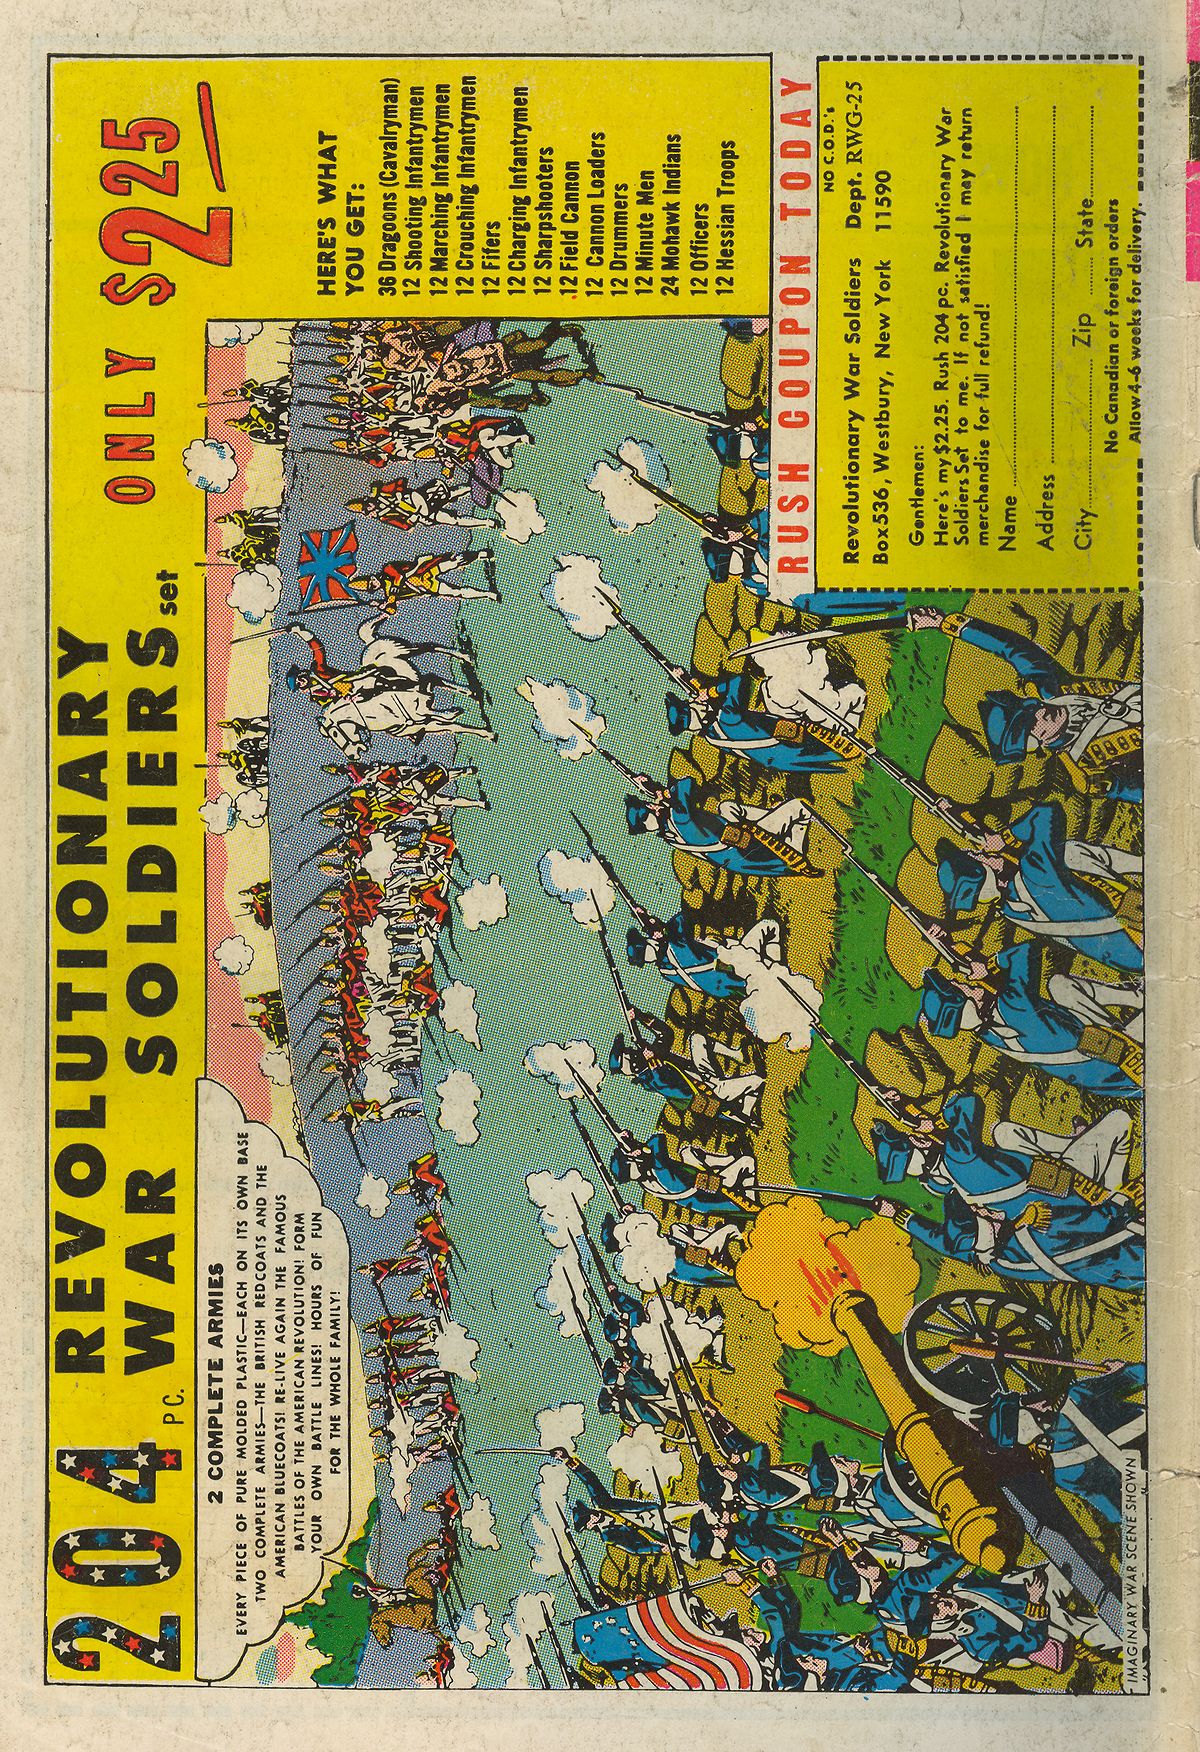 204 PC. REVOLUTIONARY
WAR SOLDIERS set
ONLY $2.25
2 COMPLETE ARMIES
EVERY PIECE OF PURE MOLDED PLASTIC—EACH ON ITS OWN BASE
TWO COMPLETE ARMIES—THE BRITISH REDCOATS AND THE
AMERICAN BLUECOATS! RE-LIVE AGAIN THE FAMOUS
BATTLES OF THE AMERICAN REVOLUTION! FORM
YOUR OWN BATTLE LINES! HOURS OF FUN
FOR THE WHOLE FAMILY!
HERE'S WHAT
YOU GET:
36 Dragons (Cavalryman)
12 Shooting Infantrymen
12 Marching Infantrymen
12 Crouching Infantrymen
12 Fifers
12 Charging Infantrymen
12 Sharpshooters
12 Field Cannon
12 Cannon Loaders
12 Drummers
12 Minute Men
24 Mohawk Indians
12 Officers
12 Hessian Troops
RUSH COUPON TODAY
NO C.O.D.'s
Revolutionary War Soldiers Dept. RWG-25
Box 536, Westbury, New York 11590
Gentlemen:
Here's my $2.25. Rush 204 pc. Revolutionary War
Soldiers Set to me. If not satisfied I may return
merchandise for full refund!
Name
Address
City Zip State
No Canadian or foreign orders
Allow 4-6 weeks for delivery.
IMAGINARY WAR SCENE SHOWN